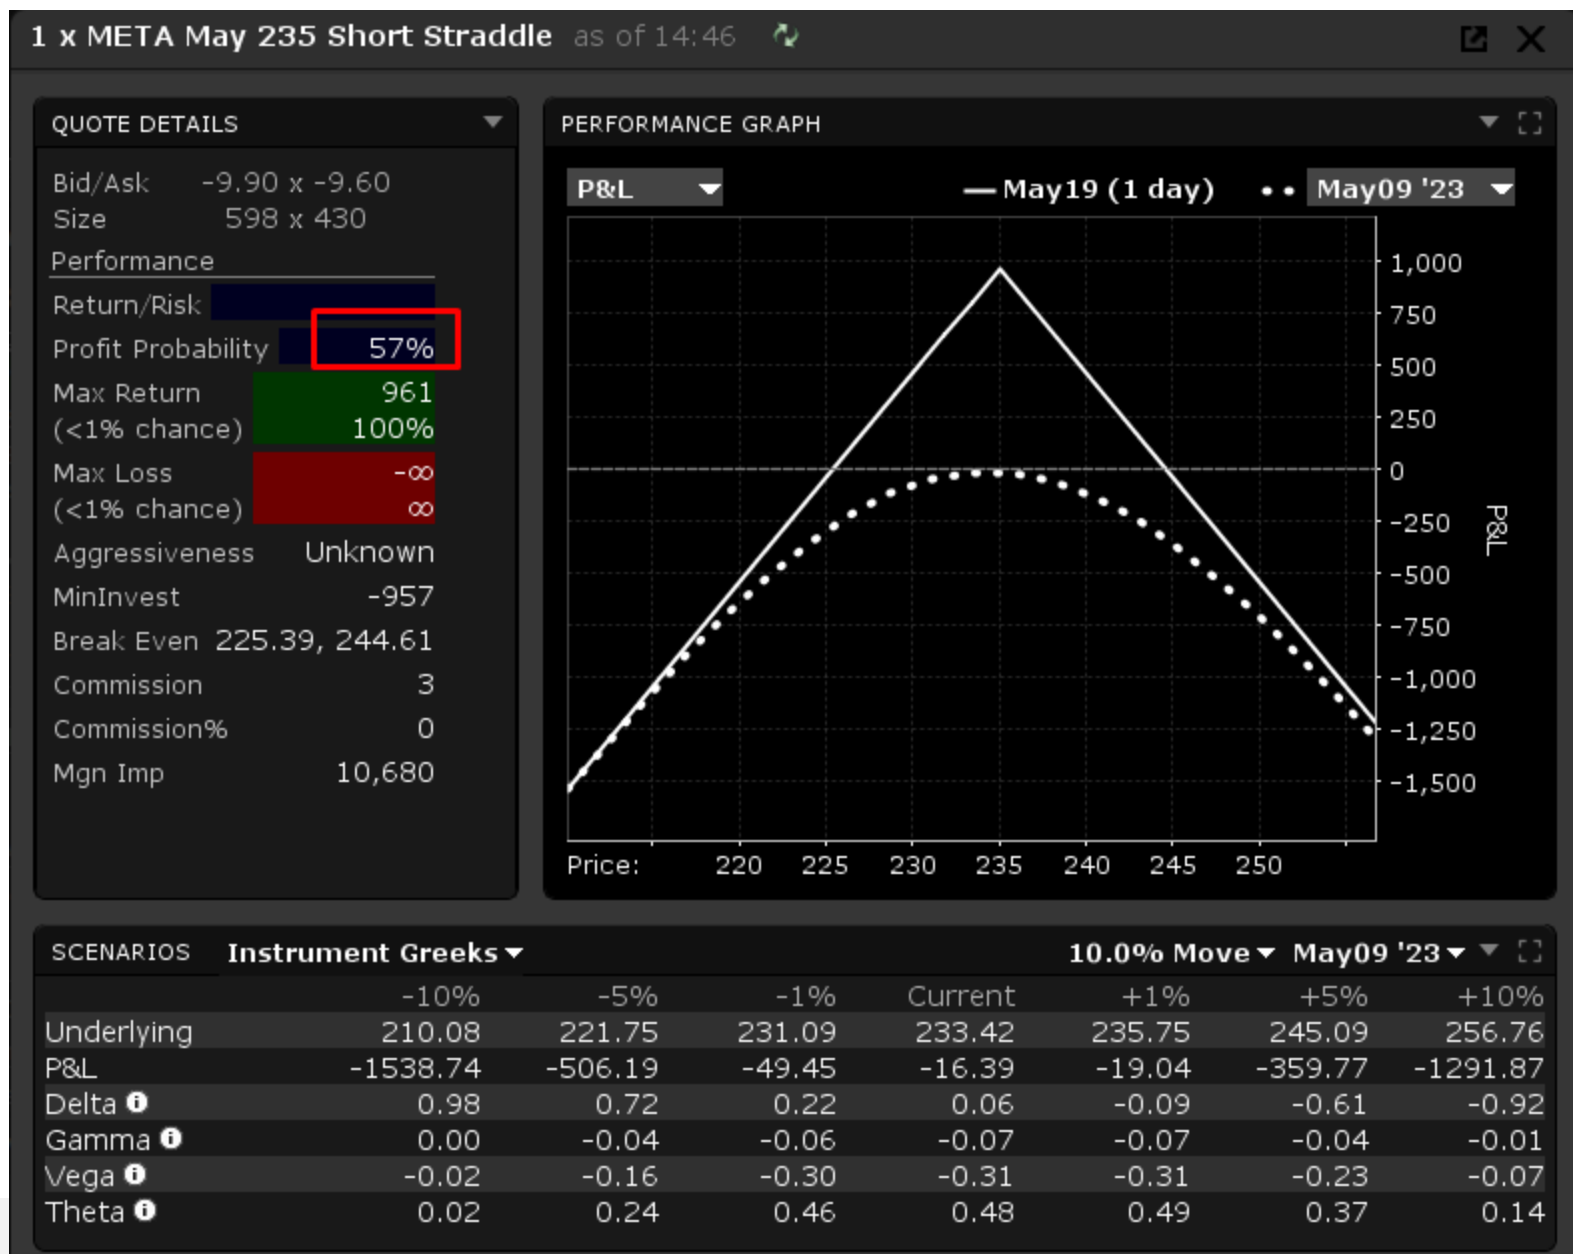 1 x META May 235 Short Straddle as of 14:46
QUOTE DETAILS
Bid/Ask -9.90 x -9.60
Size 598 x 430
Performance
Return/Risk
Profit Probability 57%
Max Return 961
(<1% chance) 100%
Max Loss -∞
(<1% chance) ∞
Aggressiveness Unknown
MinInvest -957
Break Even 225.39, 244.61
Commission 3
Commission% 0
Mgn Imp 10,680
PERFORMANCE GRAPH
P&L May19 (1 day) May09 '23
1,000
750
500
250
0
-250
-500
-750
-1,000
-1,250
-1,500
P&L
Price: 220 225 230 235 240 245 250
SCENARIOS Instrument Greeks 10.0% Move May09 '23
-10% -5% -1% Current +1% +5% +10%
Underlying 210.08 221.75 231.09 233.42 235.75 245.09 256.76
P&L -1538.74 -506.19 -49.45 -16.39 -19.04 -359.77 -1291.87
Delta 0.98 0.72 0.22 0.06 -0.09 -0.61 -0.92
Gamma 0.00 -0.04 -0.06 -0.07 -0.07 -0.04 -0.01
Vega -0.02 -0.16 -0.30 -0.31 -0.31 -0.23 -0.07
Theta 0.02 0.24 0.46 0.48 0.49 0.37 0.14